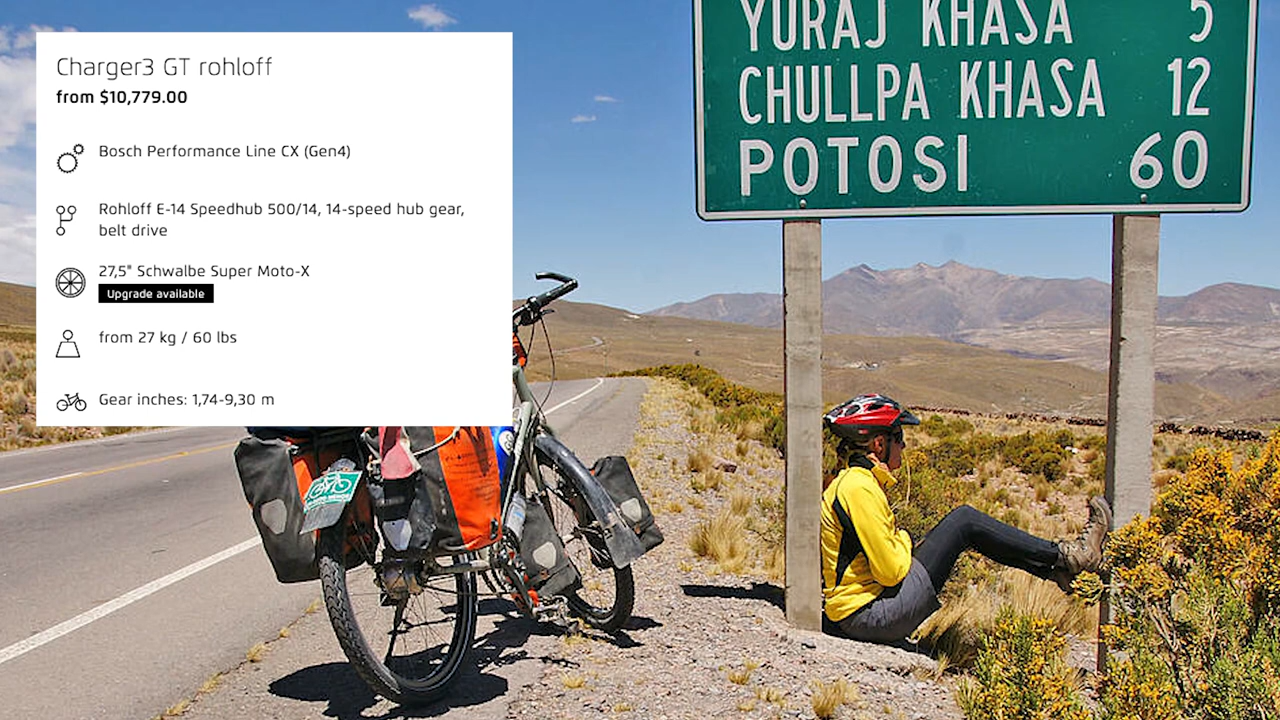 Charger3 GT rohloff
from $10,779.00
Bosch Performance Line CX (Gen4)
Rohloff E-14 Speedhub 500/14, 14-speed hub gear,
belt drive
27,5" Schwalbe Super Moto-X
Upgrade available
from 27 kg / 60 lbs
Gear inches: 1,74-9,30 m
YURAJ KHASA 5
CHULLPA KHASA 12
POTOSI 60